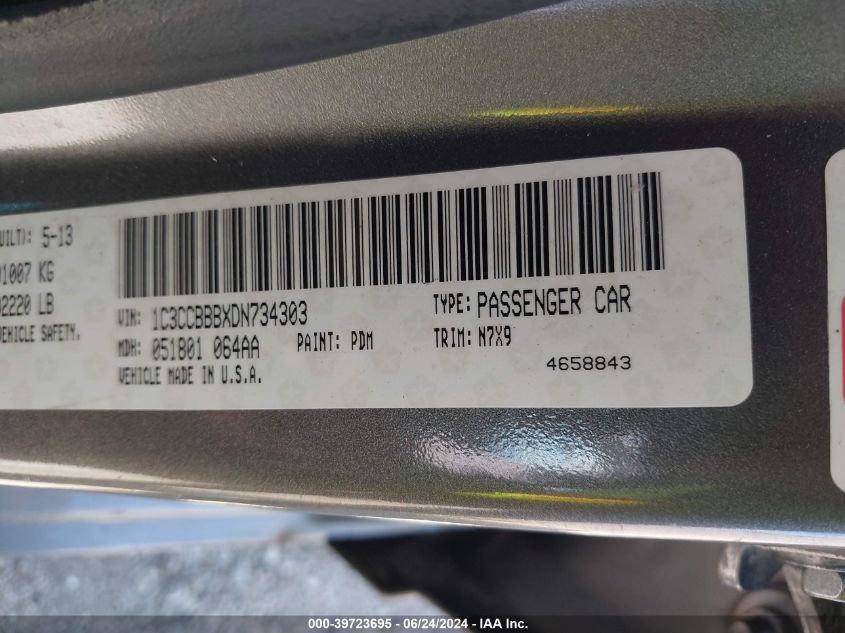 UILT): 5-13
1007 KG
2220 LB
VEHICLE SAFETY.
VIN: 1C3CCBBBXDN734303
TYPE: PASSENGER CAR
MDH: 051801 064AA
PAINT: PDM
TRIM: N7X9
VEHICLE MADE IN U.S.A.
4658843
000-39723695 - 06/24/2024 - IAA Inc.